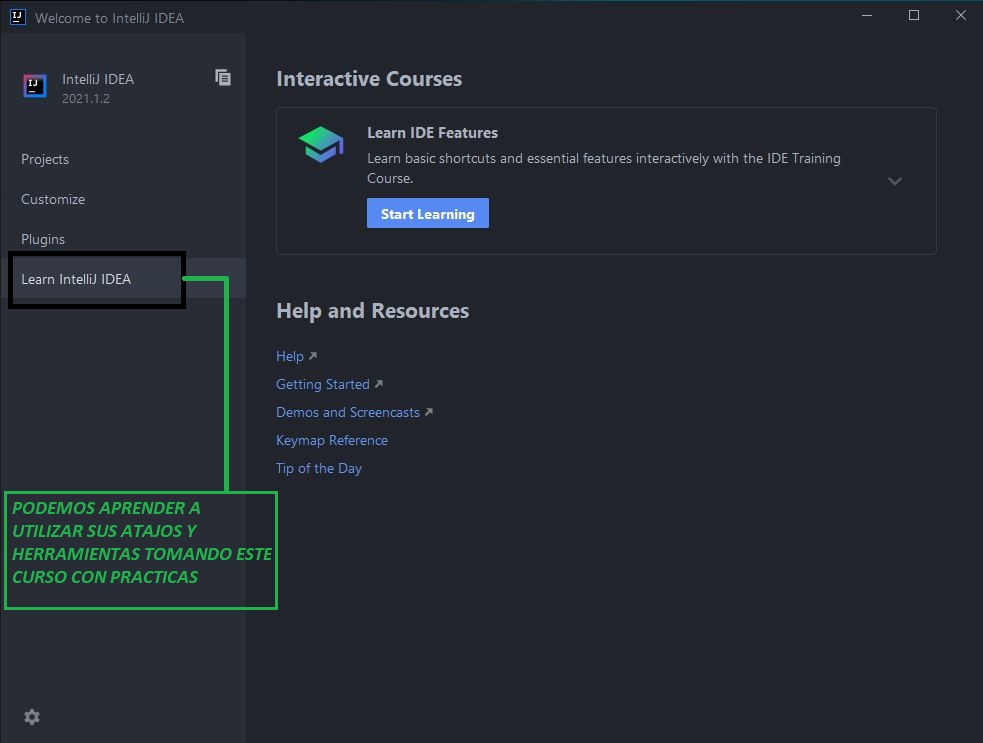 Welcome to IntelliJ IDEA
IntelliJ IDEA
2021.1.2
Projects
Customize
Plugins
Learn IntelliJ IDEA
Interactive Courses
Learn IDE Features
Learn basic shortcuts and essential features interactively with the IDE Training
Course.
Start Learning
Help and Resources
Help
Getting Started
Demos and Screencasts
Keymap Reference
Tip of the Day
PODEMOS APRENDER A
UTILIZAR SUS ATAJOS Y
HERRAMIENTAS TOMANDO ESTE
CURSO CON PRACTICAS